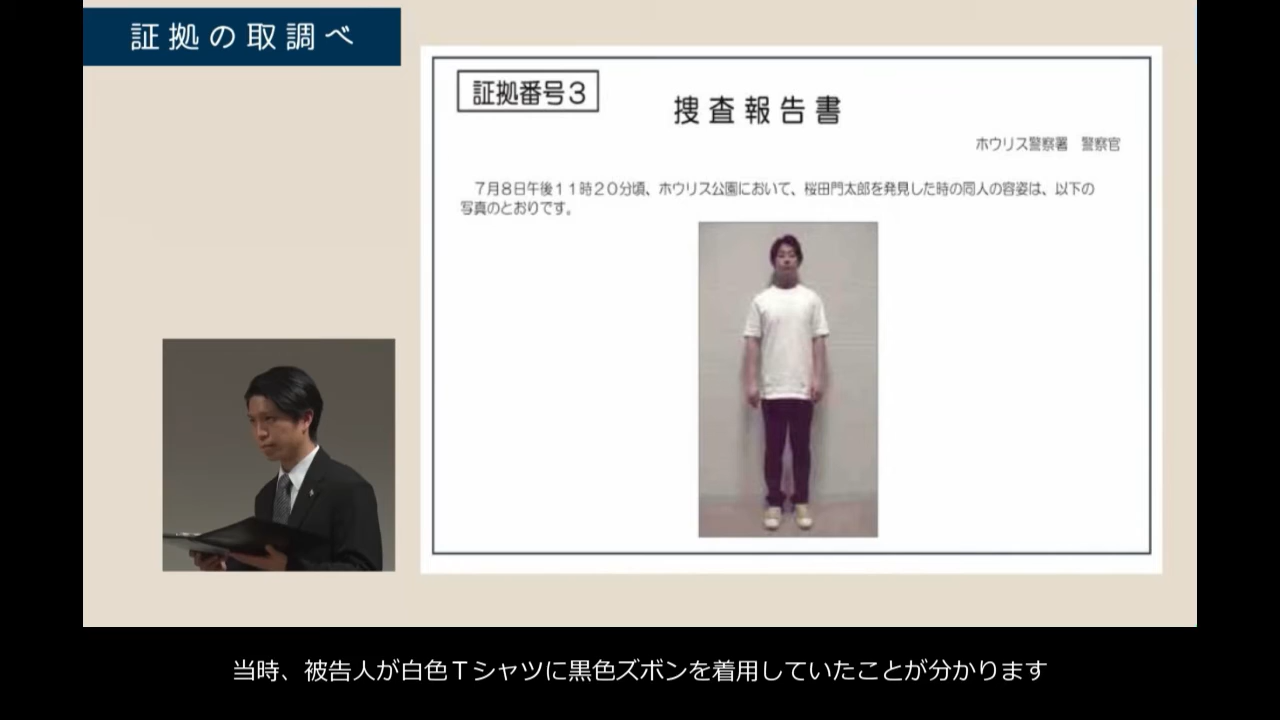 証拠の取調べ
証拠番号3
捜査報告書
ホウリス警察署 警察官
7月8日午後11時20分頃、ホウリス公園において、桜田門太郎を発見した時の同人の容姿は、以下の
写真のとおりです。
当時、被告人が白色Tシャツに黒色ズボンを着用していたことが分かります